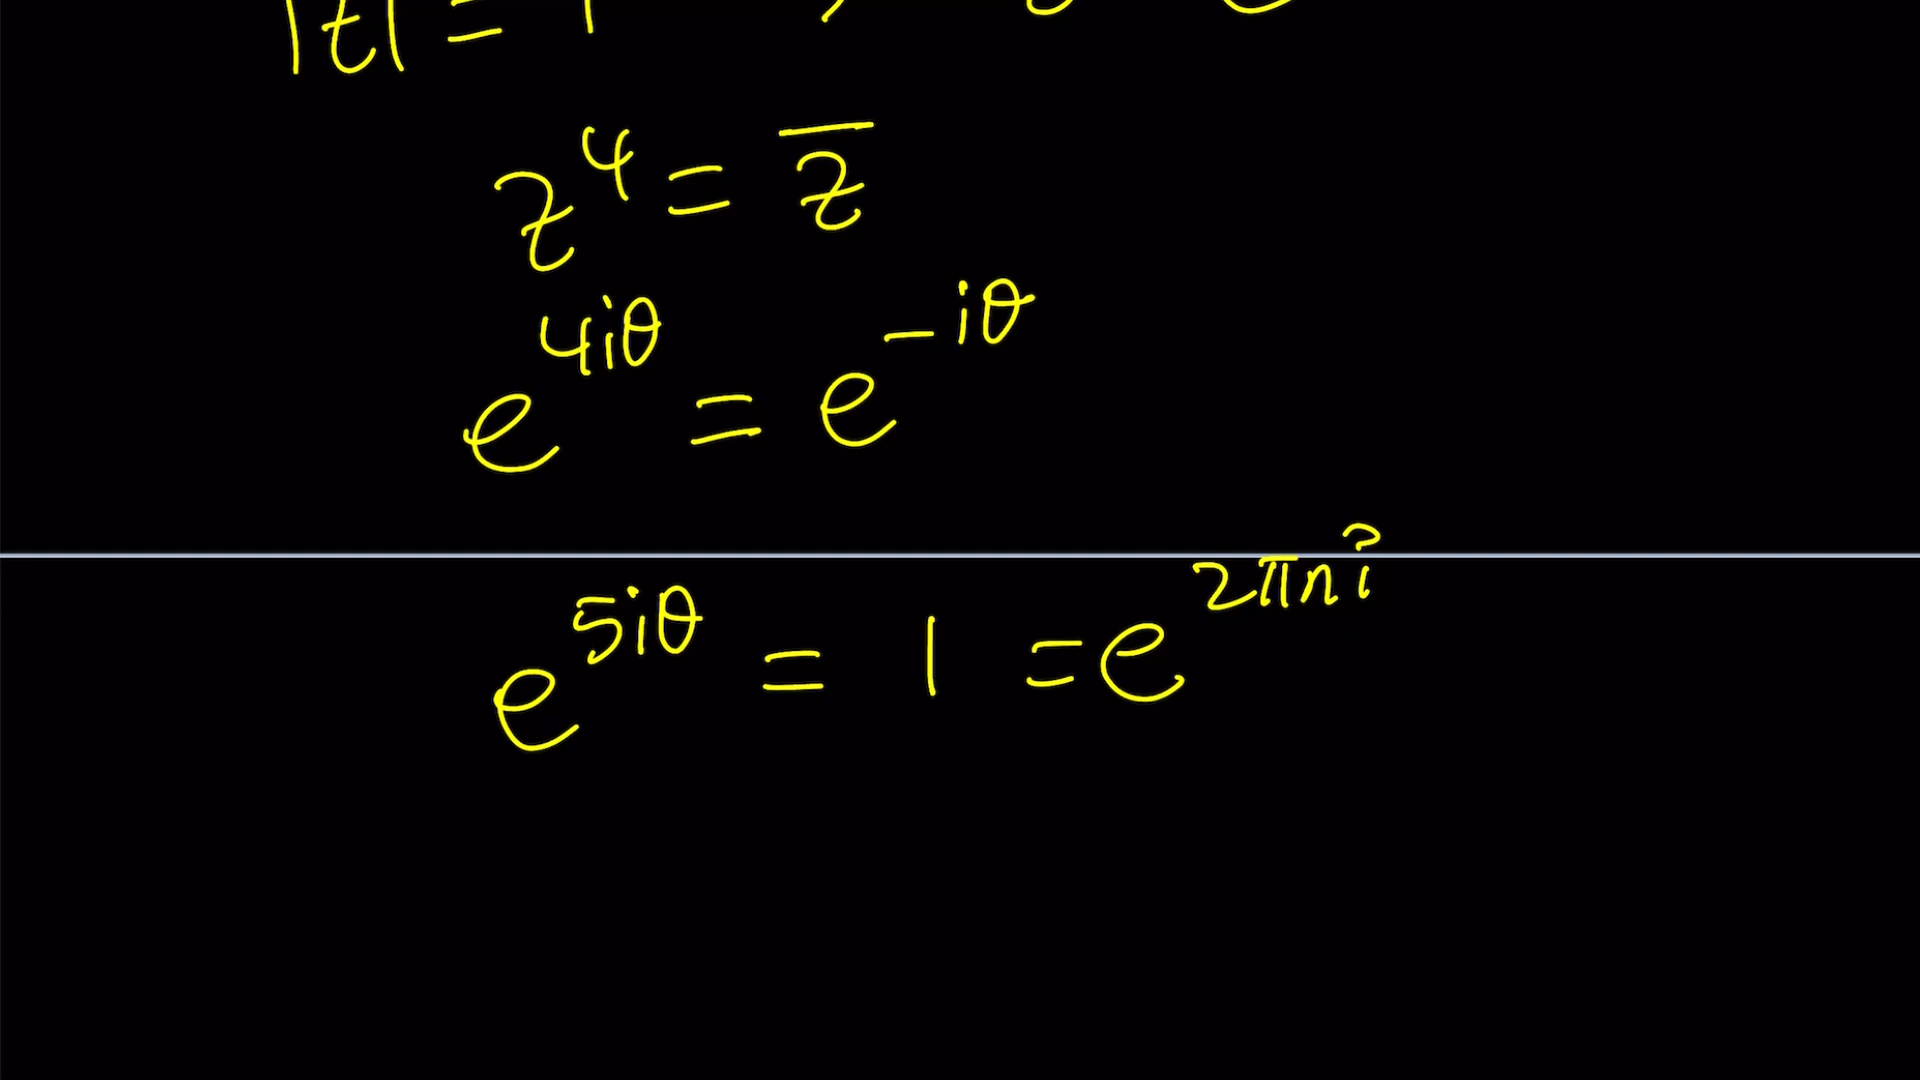 |z| = 1
z⁴ = z̅
e^{4iθ} = e^{-iθ}
e^{5iθ} = 1 = e^{2πni}